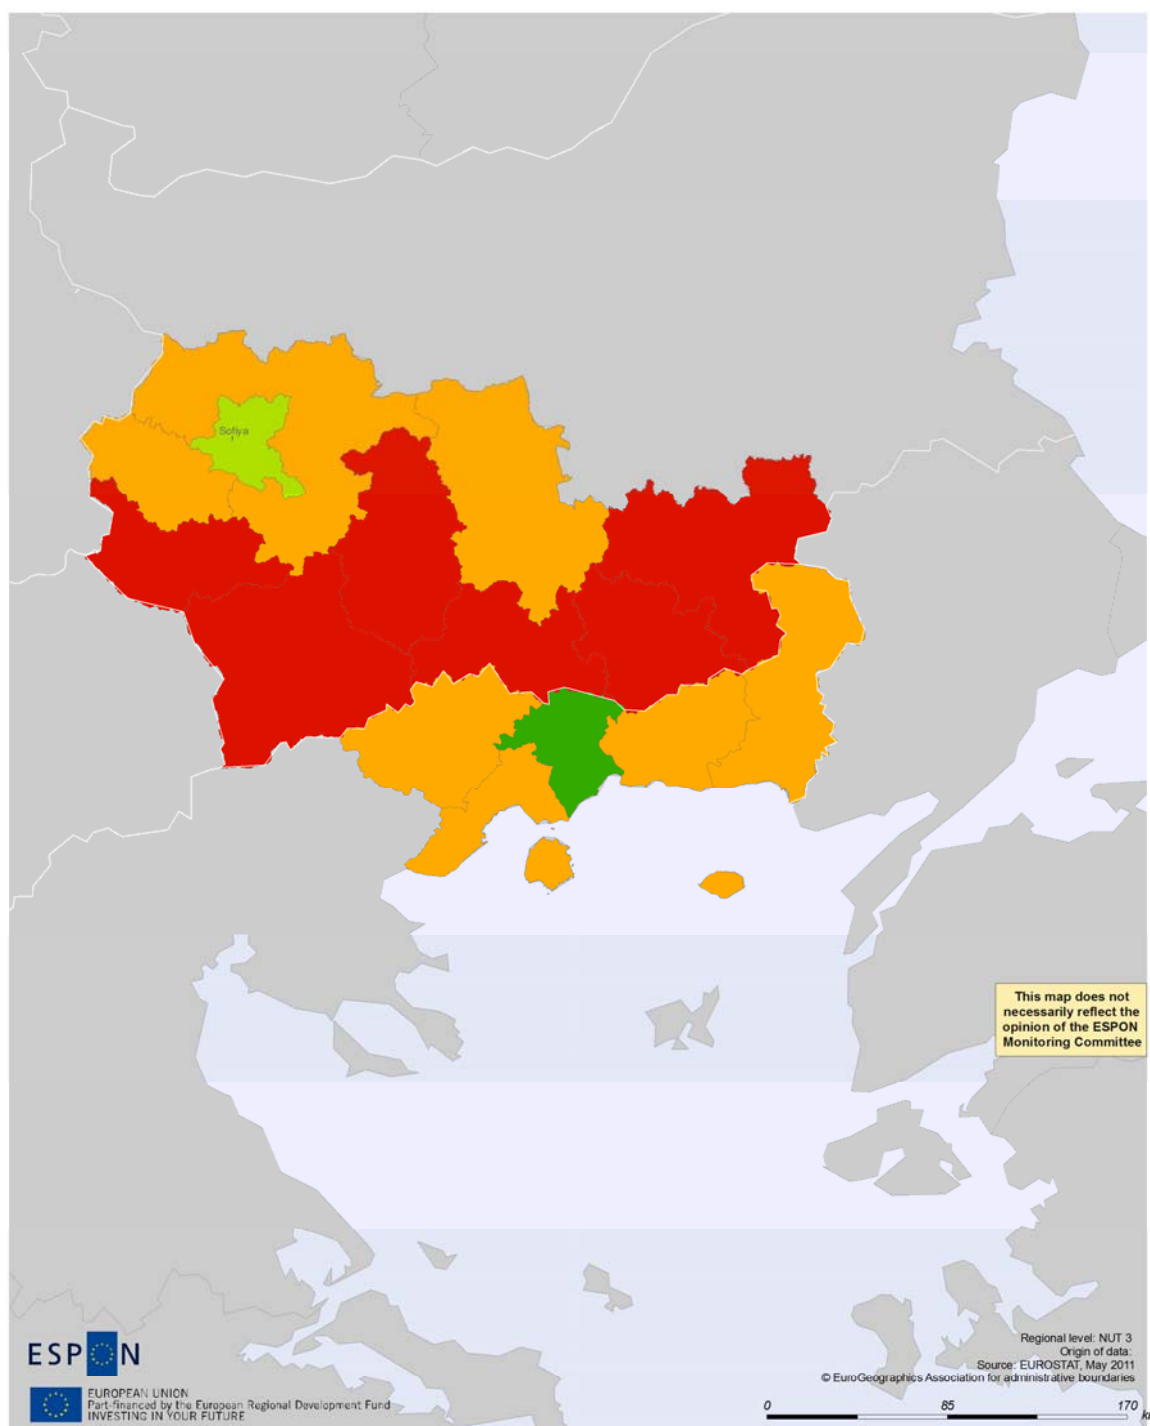 Sofiya
This map does not
necessarily reflect the
opinion of the ESPON
Monitoring Committee
ESPON
EUROPEAN UNION
Part-financed by the European Regional Development Fund
INVESTING IN YOUR FUTURE
Regional level: NUT 3
Origin of data:
Source: EUROSTAT, May 2011
© EuroGeographics Association for administrative boundaries
0 85 170